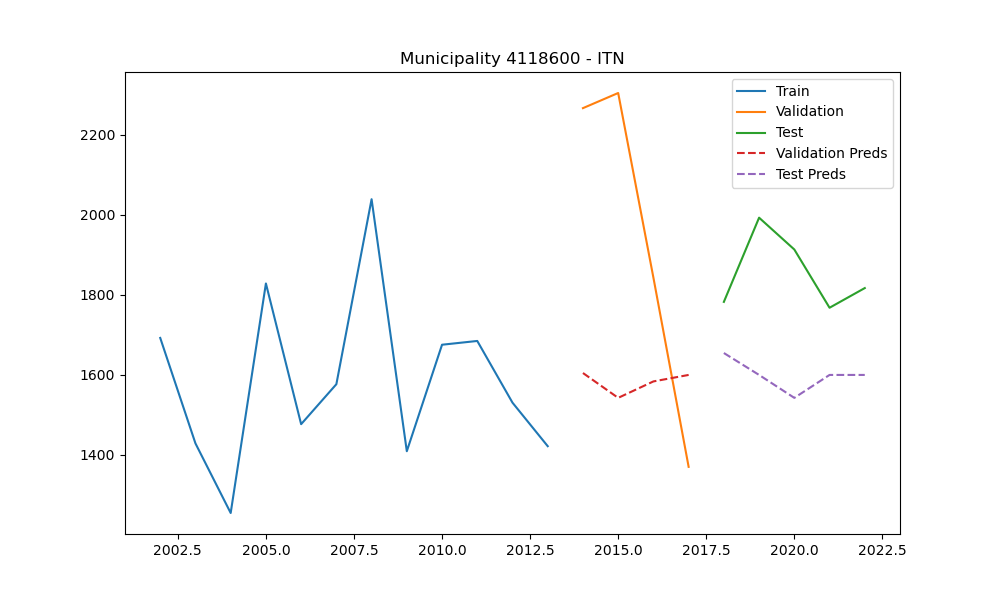 Municipality 4118600 - ITN
Train
Validation
Test
Validation Preds
Test Preds
2200
2000
1800
1600
1400
2002.5 2005.0 2007.5 2010.0 2012.5 2015.0 2017.5 2020.0 2022.5